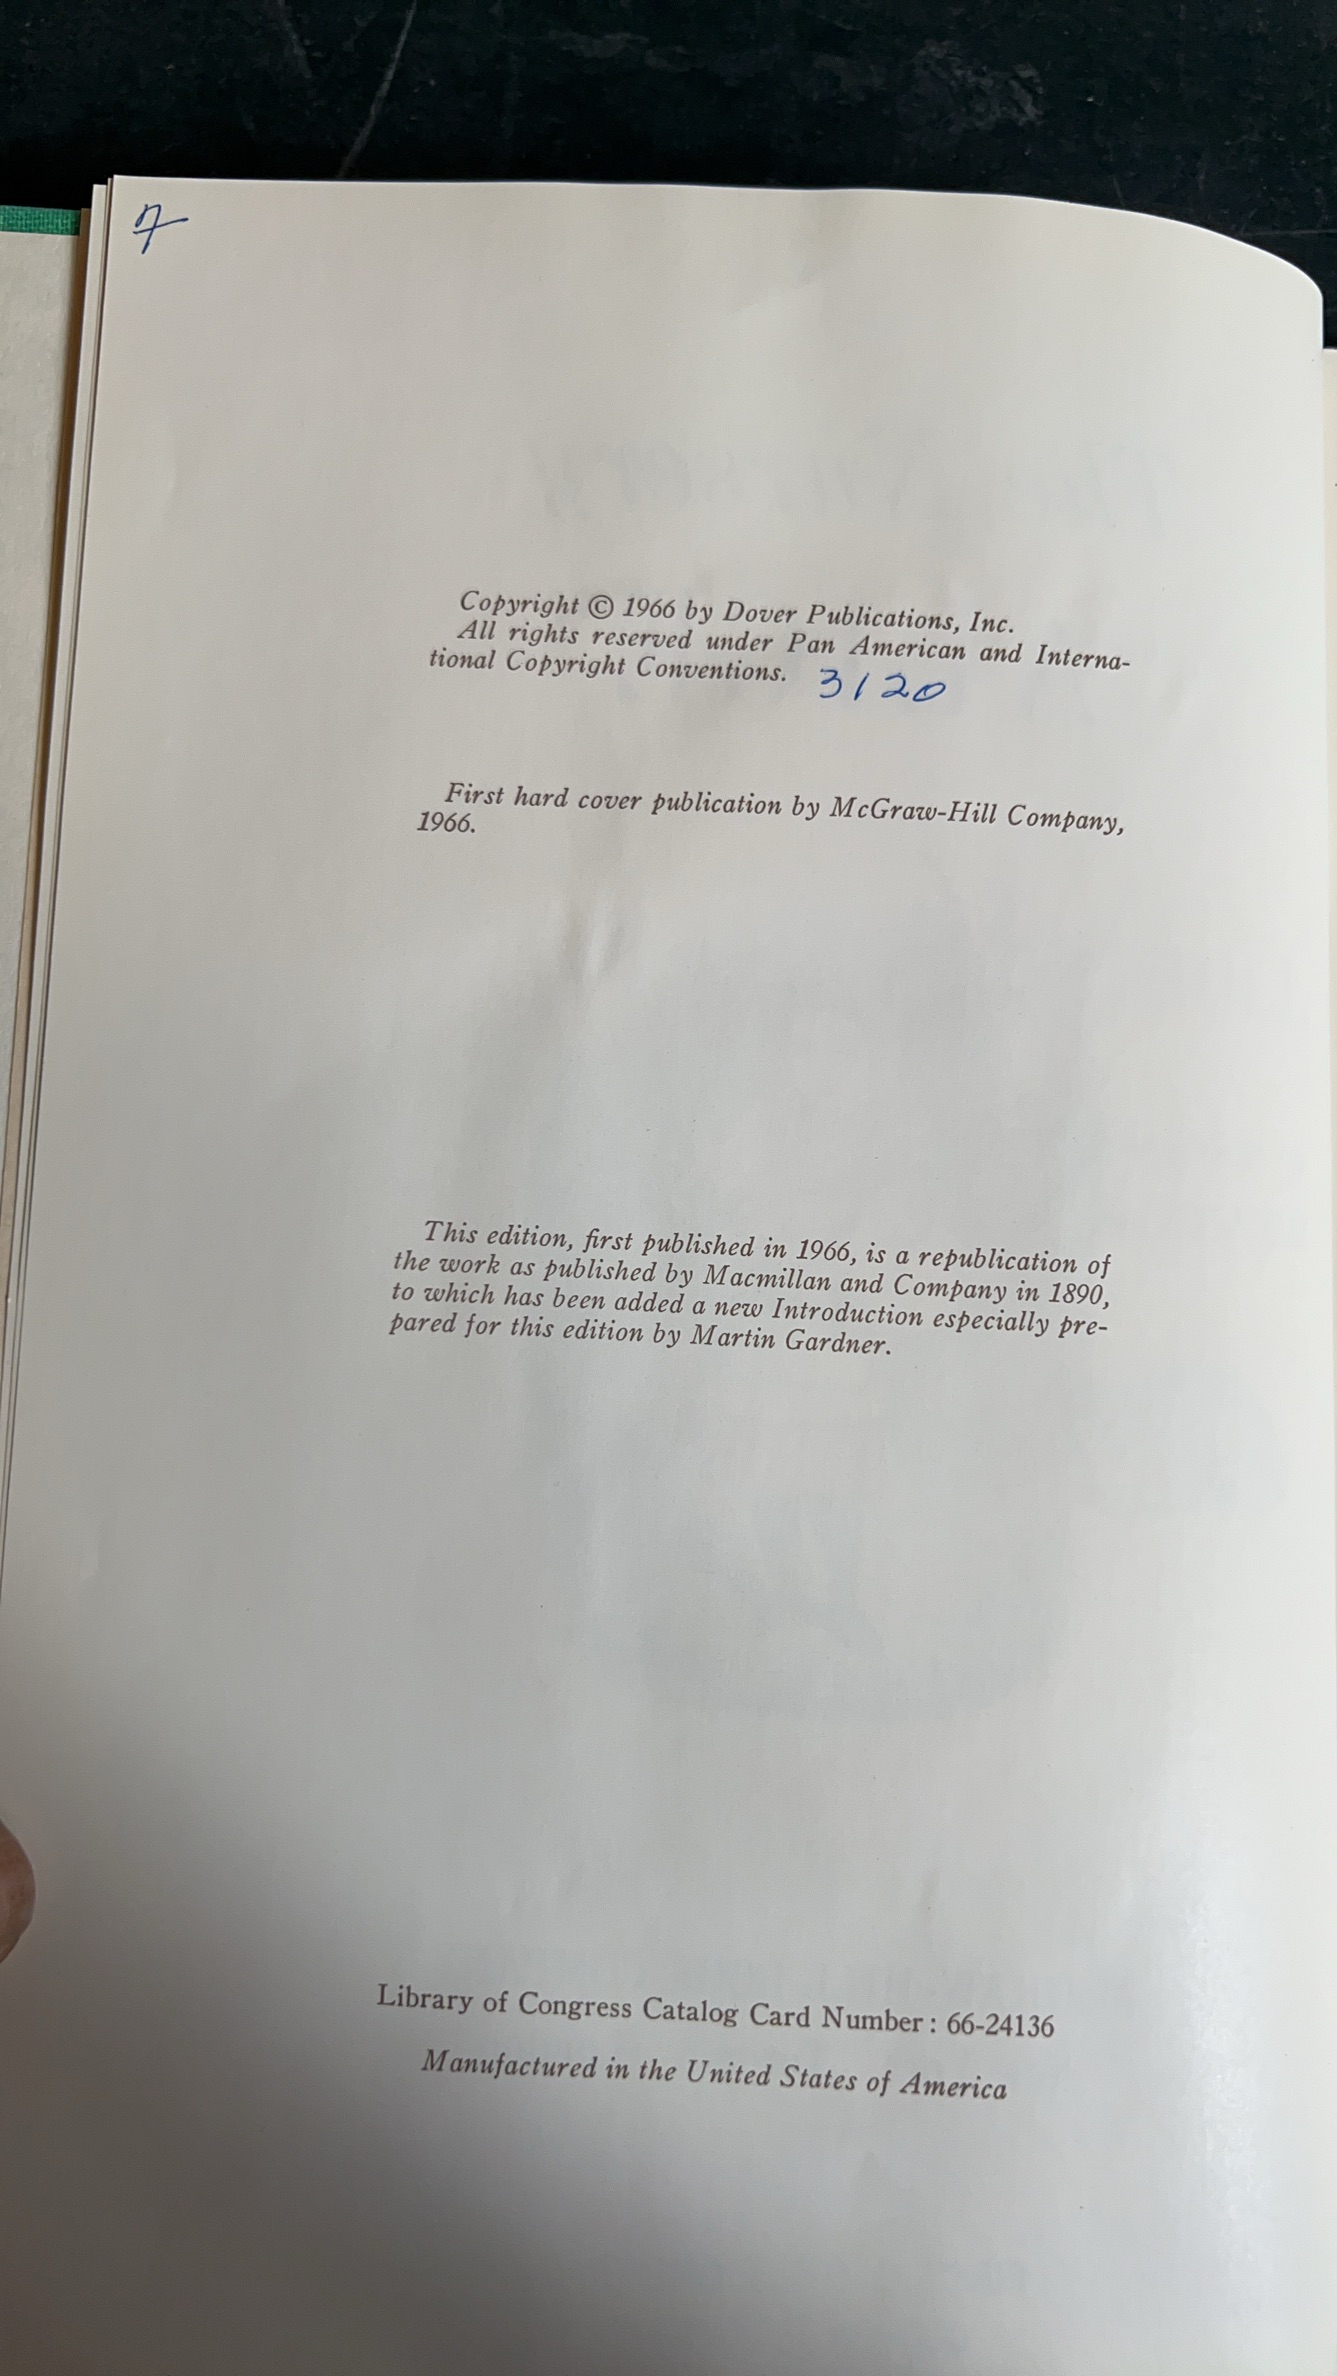 7
Copyright © 1966 by Dover Publications, Inc.
All rights reserved under Pan American and Interna-
tional Copyright Conventions. 3120
First hard cover publication by McGraw-Hill Company,
1966.
This edition, first published in 1966, is a republication of
the work as published by Macmillan and Company in 1890,
to which has been added a new Introduction especially pre-
pared for this edition by Martin Gardner.
Library of Congress Catalog Card Number: 66-24136
Manufactured in the United States of America